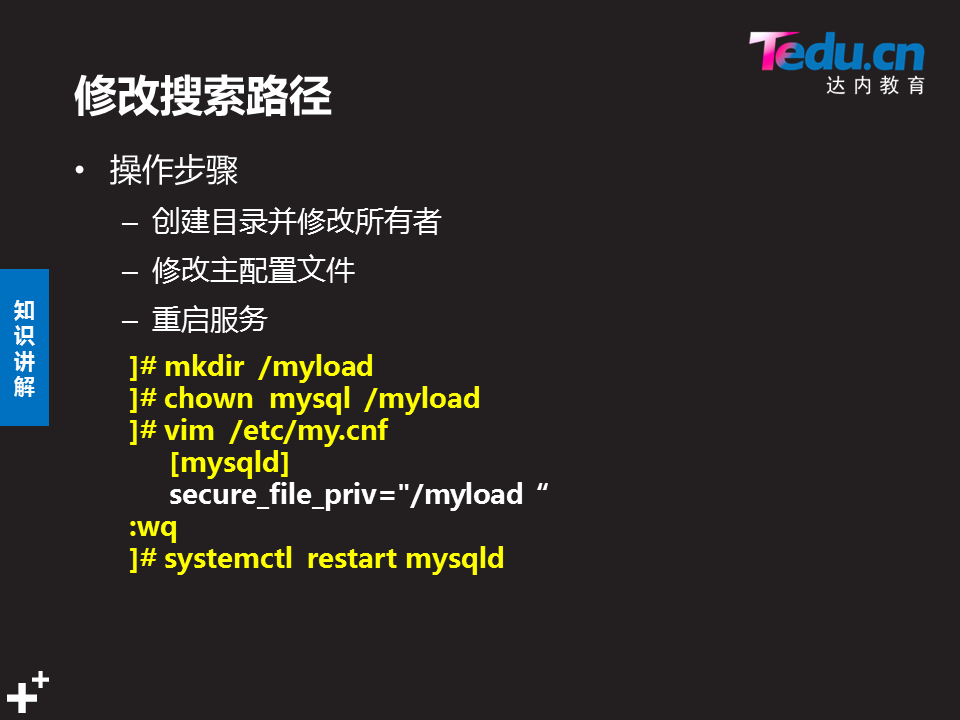 Tedu.cn
达内教育
修改搜索路径
• 操作步骤
– 创建目录并修改所有者
– 修改主配置文件
– 重启服务
知识讲解
]# mkdir /myload
]# chown mysql /myload
]# vim /etc/my.cnf
[mysqld]
secure_file_priv="/myload “
:wq
]# systemctl restart mysqld